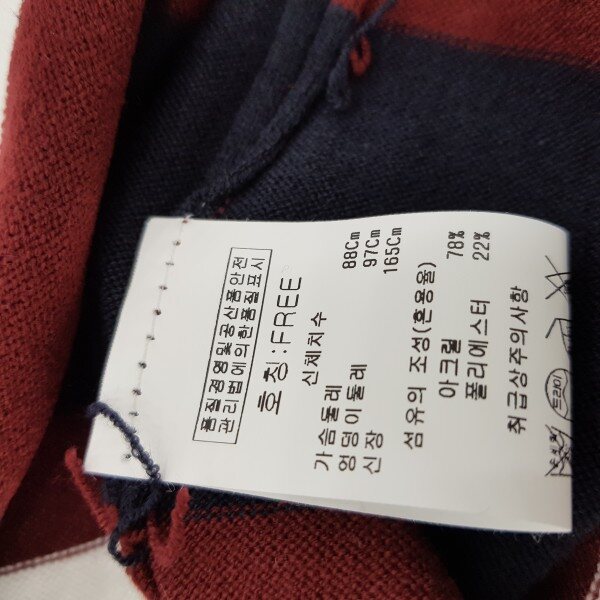 품질경영및공산품안전
관리법에의한품질표시
호칭:FREE
신체치수
가슴둘레 88Cm
엉덩이둘레 97Cm
신장 165Cm
섬유의 조성(혼용율)
아크릴 78%
폴리에스터 22%
취급상주의사항
드라이